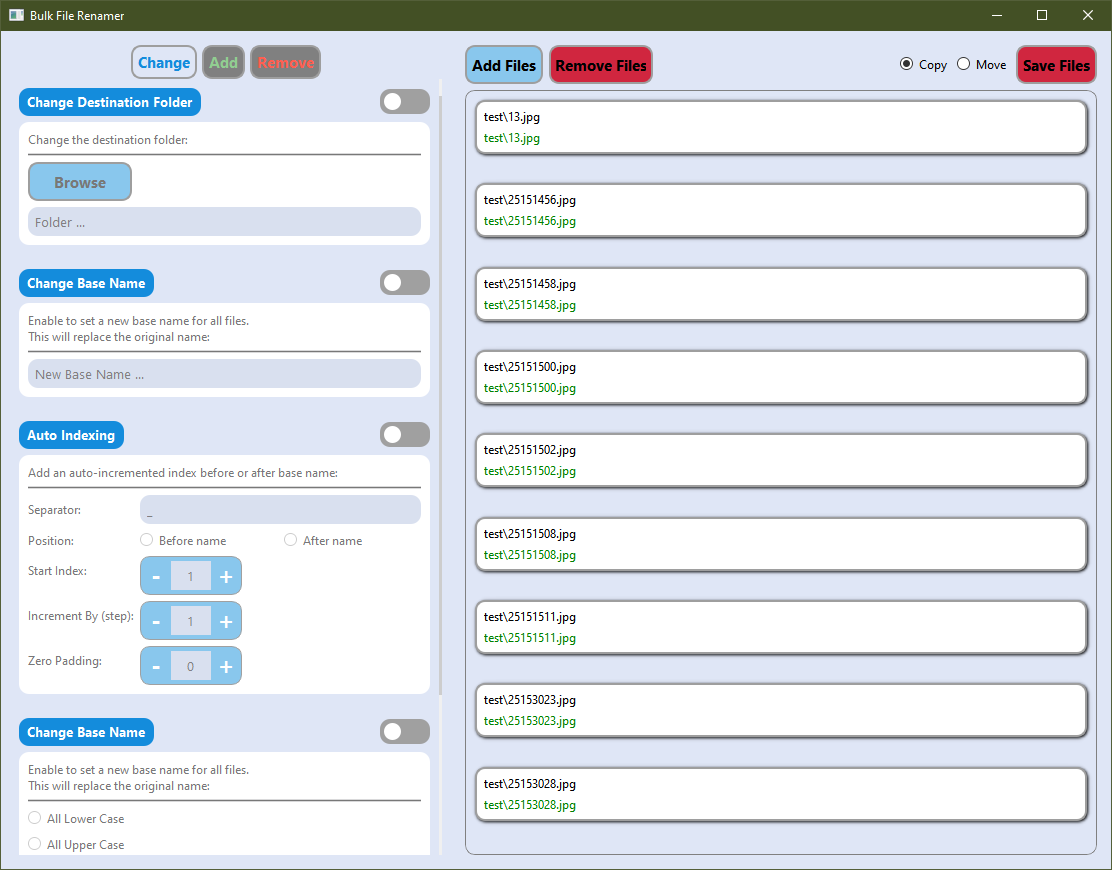 Bulk File Renamer
Change Add Remove
Change Destination Folder
Change the destination folder:
Browse
Folder ...
Change Base Name
Enable to set a new base name for all files.
This will replace the original name:
New Base Name ...
Auto Indexing
Add an auto-incremented index before or after base name:
Separator: _
Position: Before name After name
Start Index: - 1 +
Increment By (step): - 1 +
Zero Padding: - 0 +
Change Base Name
Enable to set a new base name for all files.
This will replace the original name:
All Lower Case
All Upper Case
Add Files Remove Files Copy Move Save Files
test\13.jpg
test\13.jpg
test\25151456.jpg
test\25151456.jpg
test\25151458.jpg
test\25151458.jpg
test\25151500.jpg
test\25151500.jpg
test\25151502.jpg
test\25151502.jpg
test\25151508.jpg
test\25151508.jpg
test\25151511.jpg
test\25151511.jpg
test\25153023.jpg
test\25153023.jpg
test\25153028.jpg
test\25153028.jpg